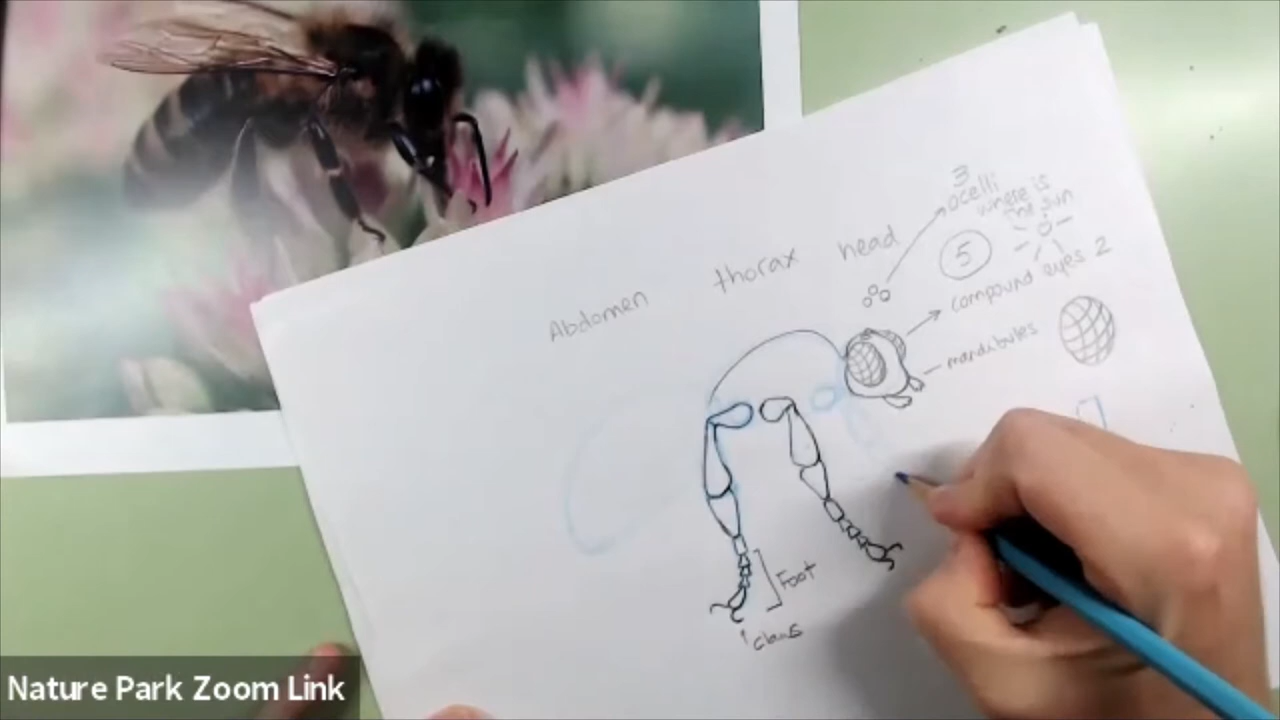 3
ocelli
where is
the sun
5
Abdomen thorax head
compound eyes 2
mandibules
Foot
claws
Nature Park Zoom Link